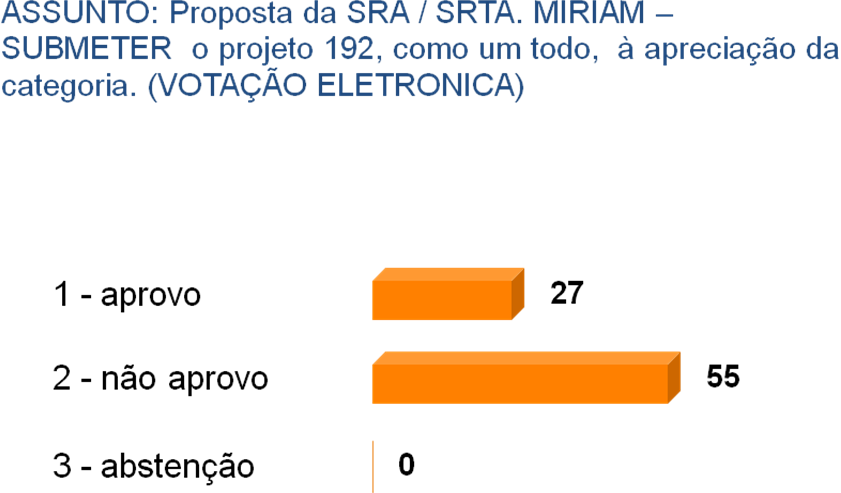 ASSUNTO: Proposta da SRA / SRTA. MIRIAM –
SUBMETER o projeto 192, como um todo, à apreciação da
categoria. (VOTAÇÃO ELETRONICA)
1 - aprovo 27
2 - não aprovo 55
3 - abstenção 0